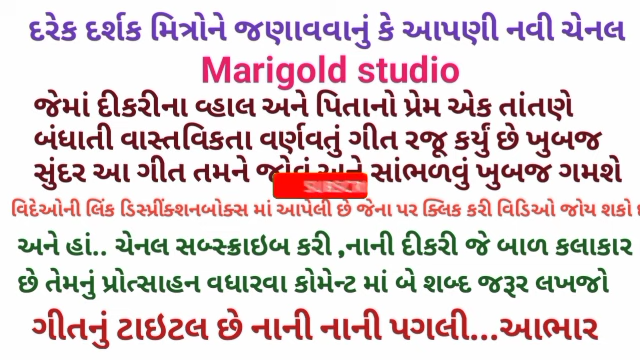 દરેક દર્શક મિત્રોને જણાવવાનું કે આપણી નવી ચેનલ
Marigold studio
જેમાં દીકરીના વ્હાલ અને પિતાનો પ્રેમ એક તાંતણે
બંધાતી વાસ્તવિકતા વર્ણવતું ગીત રજૂ કર્યું છે ખુબજ
સુંદર આ ગીત તમને જોવું અને સાંભળવું ખુબજ ગમશે
વિદેઓની લિંક ડિસ્પ્રીંક્શનબોક્સ માં આપેલી છે જેના પર ક્લિક કરી વિડિઓ જોય શકો
અને હાં.. ચેનલ સબ્સ્ક્રાઇબ કરી ,નાની દીકરી જે બાળ કલાકાર
છે તેમનું પ્રોત્સાહન વધારવા કોમેન્ટ માં બે શબ્દ જરૂર લખજો
ગીતનું ટાઇટલ છે નાની નાની પગલી...આભાર